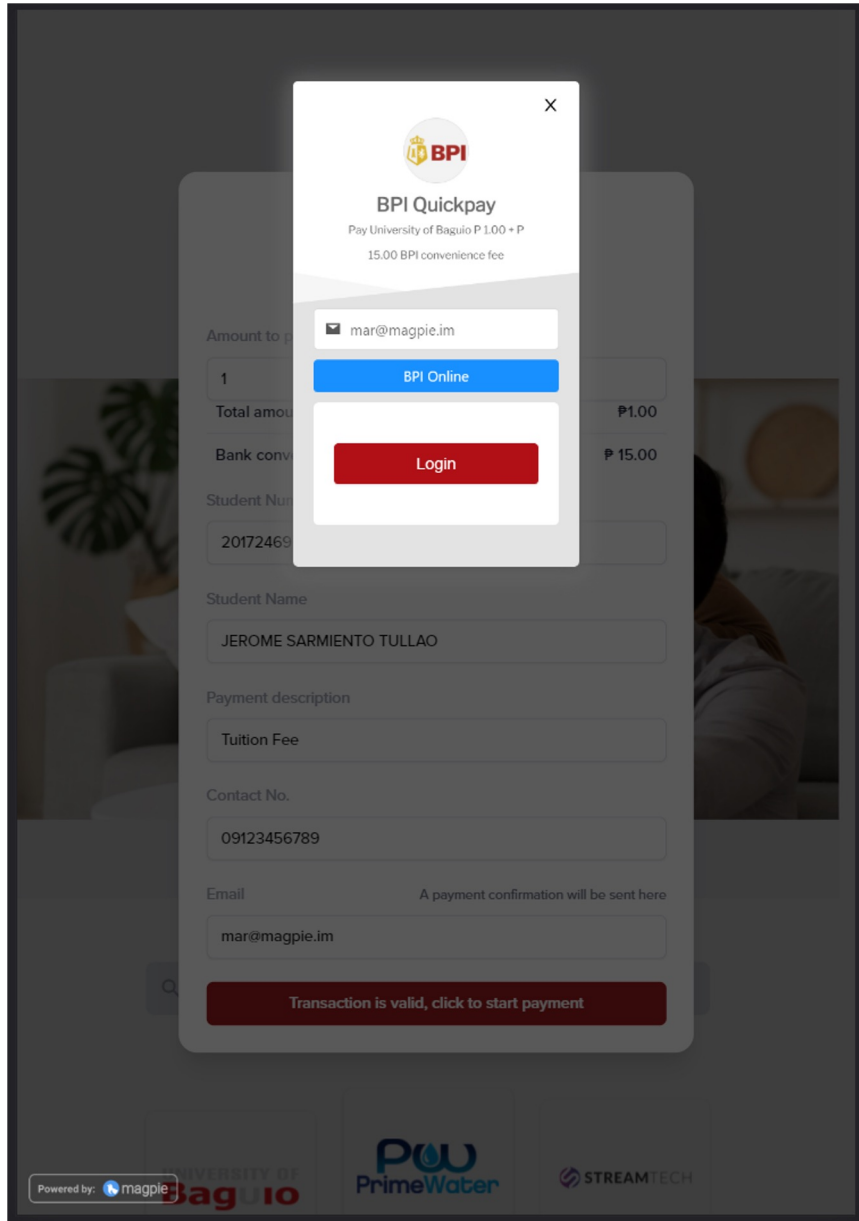 X
BPI
BPI Quickpay
Pay University of Baguio P 1.00 + P
15.00 BPI convenience fee
mar@magpie.im
BPI Online
Login
Amount to p
1
Total amou ₱1.00
Bank conv ₱ 15.00
Student Nu
20172469
Student Name
JEROME SARMIENTO TULLAO
Payment description
Tuition Fee
Contact No.
09123456789
Email A payment confirmation will be sent here
mar@magpie.im
Transaction is valid, click to start payment
UNIVERSITY OF
Baguio
PrimeWater
STREAMTECH
Powered by: magpie